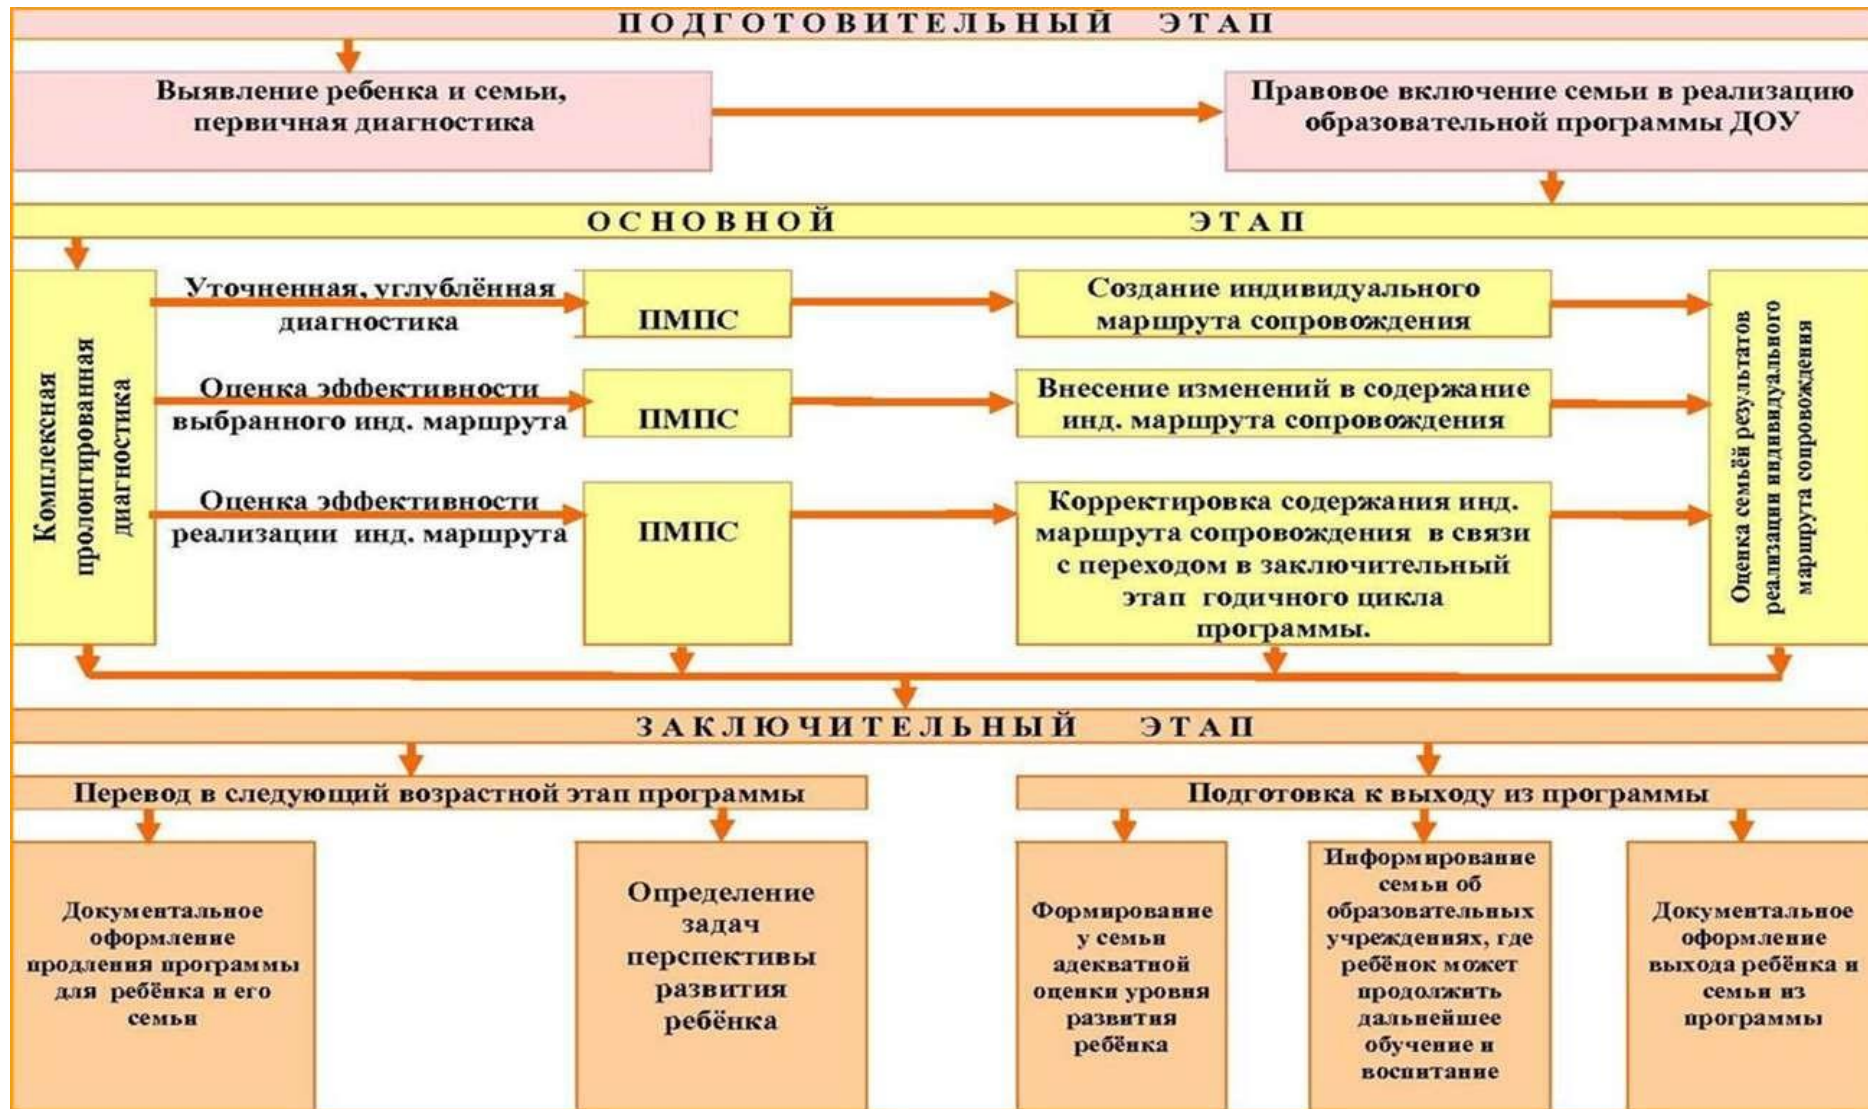 ПОДГОТОВИТЕЛЬНЫЙ ЭТАП
Выявление ребенка и семьи,
первичная диагностика
Правовое включение семьи в реализацию
образовательной программы ДОУ
ОСНОВНОЙ ЭТАП
Комплексная
пролонгированная
диагностика
Уточненная, углублённая
диагностика
ПМПС
Создание индивидуального
маршрута сопровождения
Оценка эффективности
выбранного инд. маршрута
ПМПС
Внесение изменений в содержание
инд. маршрута сопровождения
Оценка эффективности
реализации инд. маршрута
ПМПС
Корректировка содержания инд.
маршрута сопровождения в связи
с переходом в заключительный
этап годичного цикла
программы.
Оценка семьёй результатов
реализации индивидуального
маршрута сопровождения
ЗАКЛЮЧИТЕЛЬНЫЙ ЭТАП
Перевод в следующий возрастной этап программы
Подготовка к выходу из программы
Документальное
оформление
продления программы
для ребёнка и его
семьи
Определение
задач
перспективы
развития
ребёнка
Формирование
у семьи
адекватной
оценки уровня
развития
ребёнка
Информирование
семьи об
образовательных
учреждениях, где
ребёнок может
продолжить
дальнейшее
обучение и
воспитание
Документальное
оформление
выхода ребёнка и
семьи из
программы